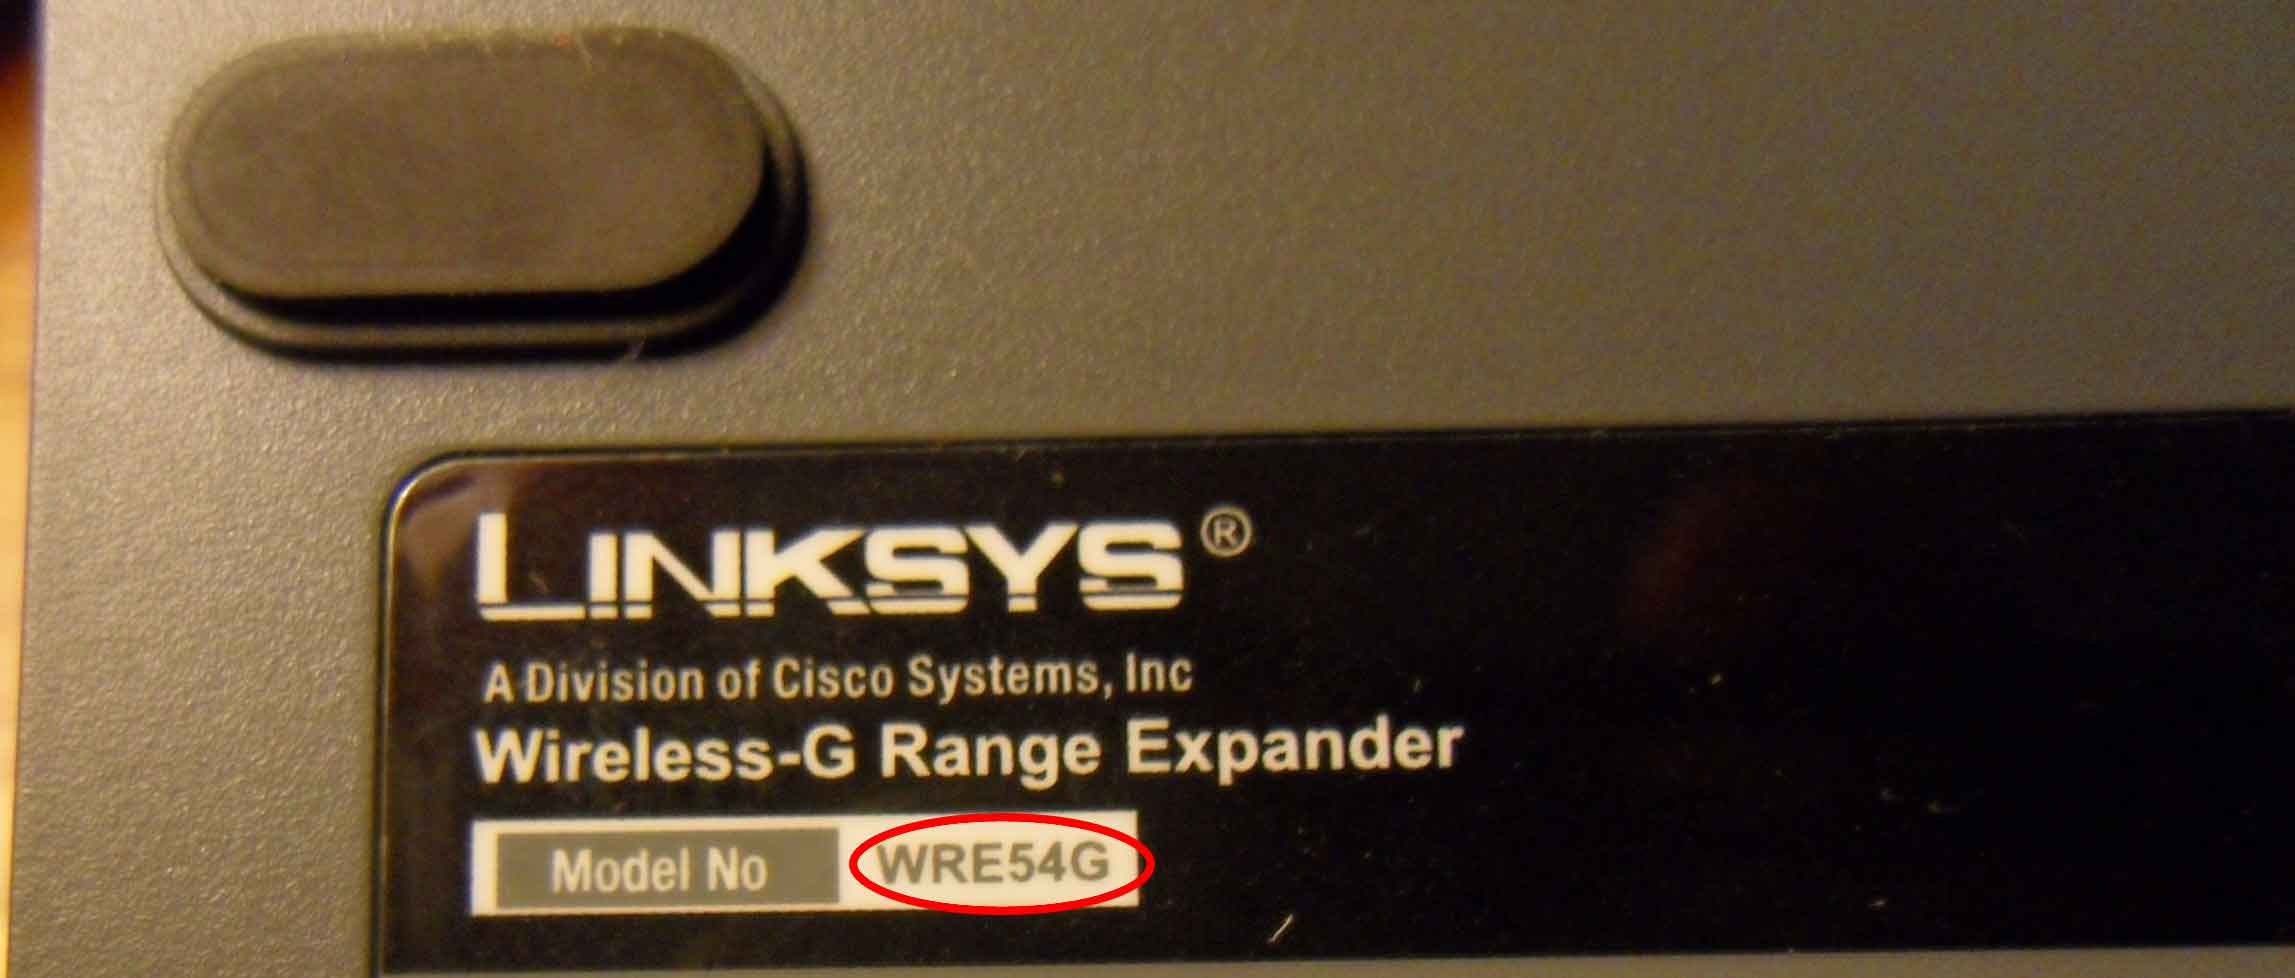 LINKSYS®
A Division of Cisco Systems, Inc
Wireless-G Range Expander
Model No WRE54G